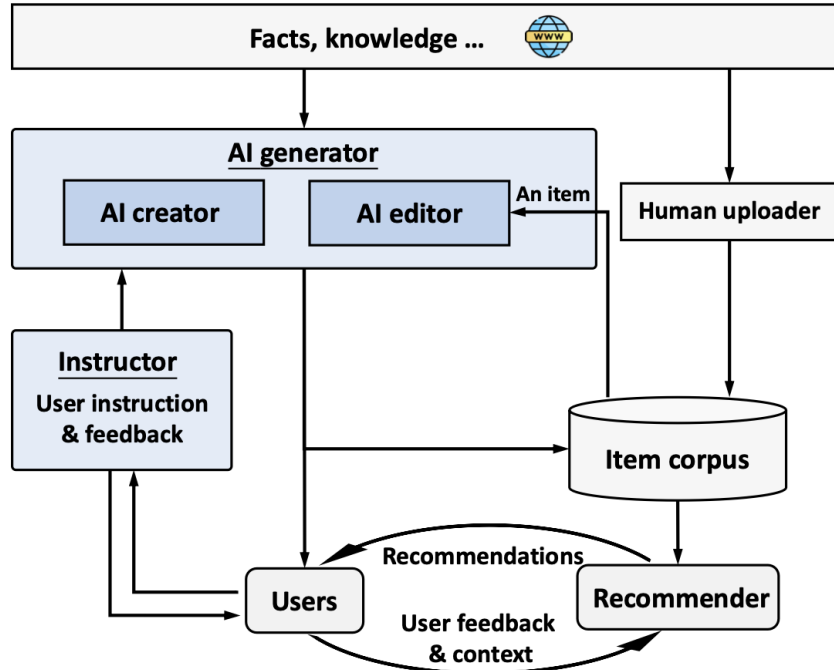 Facts, knowledge ...
WWW
AI generator
AI creator
AI editor
An item
Human uploader
Instructor
User instruction
& feedback
Item corpus
Recommendations
Users
Recommender
User feedback
& context